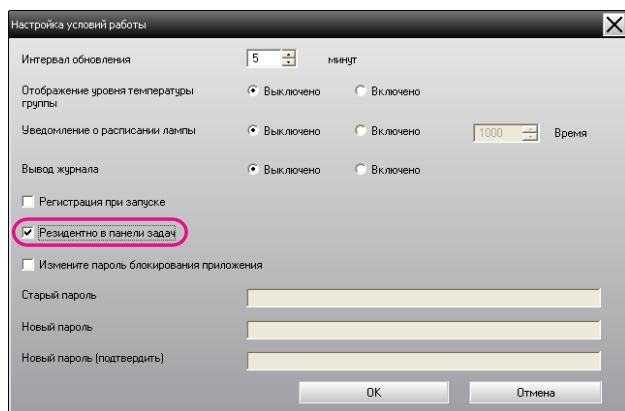 Настройка условий работы
Интервал обновления 5 минут
Отображение уровня температуры группы Выключено Включено
Уведомление о расписании лампы Выключено Включено 1000 Время
Вывод журнала Выключено Включено
Регистрация при запуске
Резидентно в панели задач
Измените пароль блокирования приложения
Старый пароль
Новый пароль
Новый пароль (подтвердить)
OK Отмена